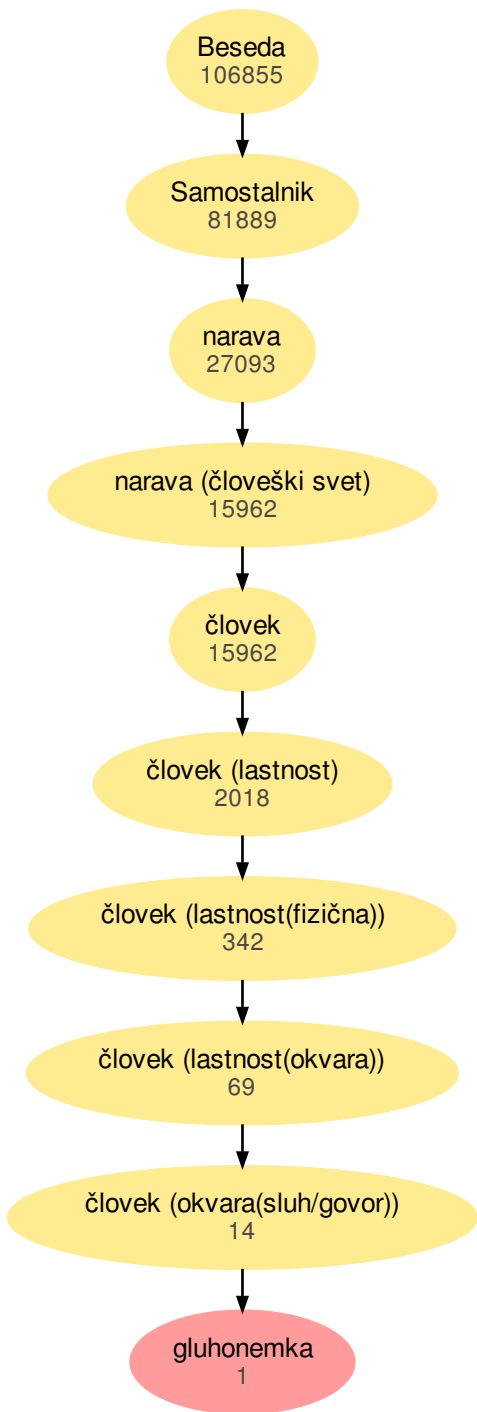 Beseda
106855
Samostalnik
81889
narava
27093
narava (človeški svet)
15962
človek
15962
človek (lastnost)
2018
človek (lastnost(fizična))
342
človek (lastnost(okvara))
69
človek (okvara(sluh/govor))
14
gluhonemka
1